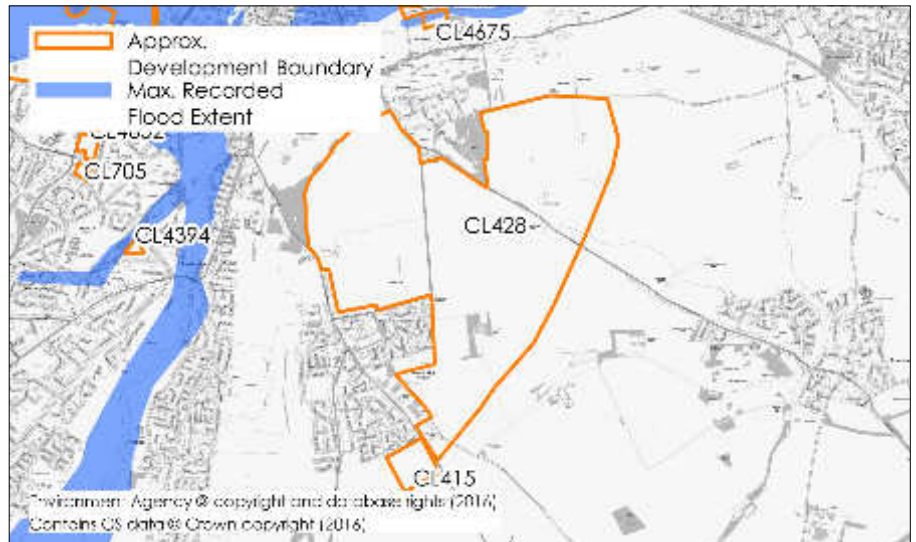 Approx.
Development Boundary
Max. Recorded
Flood Extent
CL4675
CL705
CL4394
CL428
CL415
Environment Agency © copyright and database rights (2016)
Contains OS data © Crown copyright (2016)